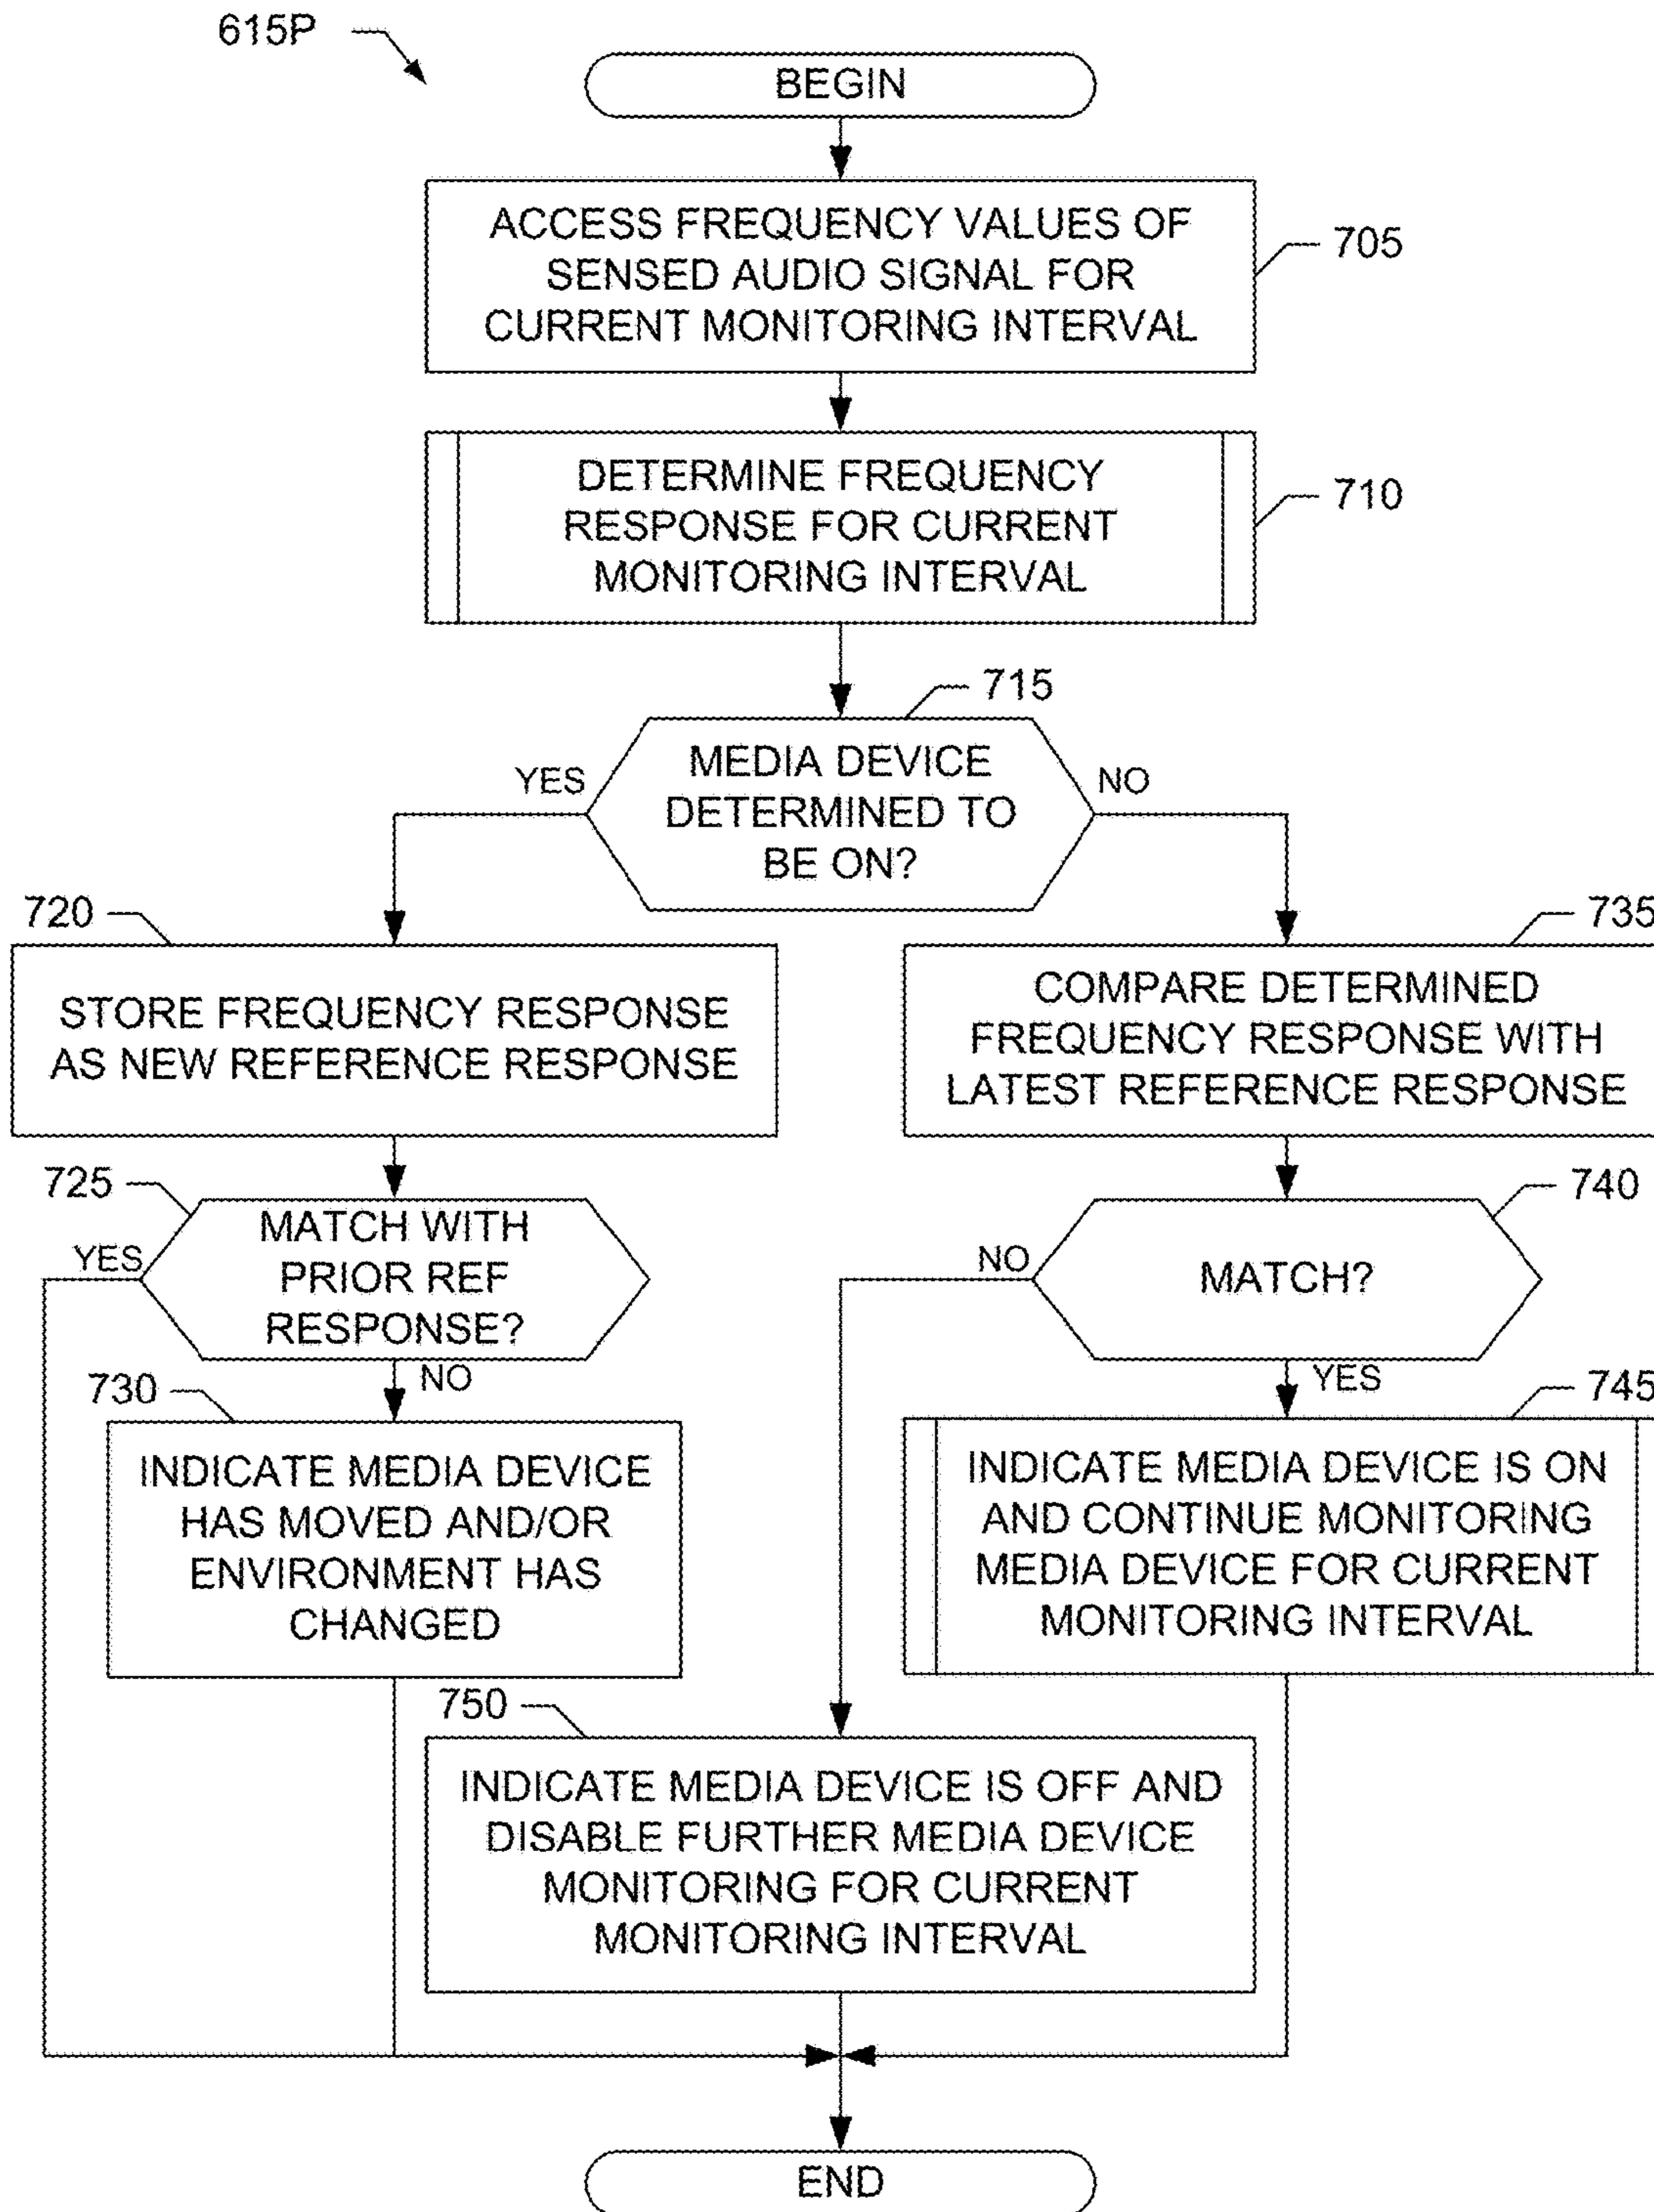 615P
BEGIN
ACCESS FREQUENCY VALUES OF
SENSED AUDIO SIGNAL FOR
CURRENT MONITORING INTERVAL
705
DETERMINE FREQUENCY
RESPONSE FOR CURRENT
MONITORING INTERVAL
710
715
MEDIA DEVICE
DETERMINED TO
BE ON?
YES
NO
720
STORE FREQUENCY RESPONSE
AS NEW REFERENCE RESPONSE
735
COMPARE DETERMINED
FREQUENCY RESPONSE WITH
LATEST REFERENCE RESPONSE
725
MATCH WITH
PRIOR REF
RESPONSE?
YES
NO
740
MATCH?
NO
YES
730
INDICATE MEDIA DEVICE
HAS MOVED AND/OR
ENVIRONMENT HAS
CHANGED
745
INDICATE MEDIA DEVICE IS ON
AND CONTINUE MONITORING
MEDIA DEVICE FOR CURRENT
MONITORING INTERVAL
750
INDICATE MEDIA DEVICE IS OFF AND
DISABLE FURTHER MEDIA DEVICE
MONITORING FOR CURRENT
MONITORING INTERVAL
END